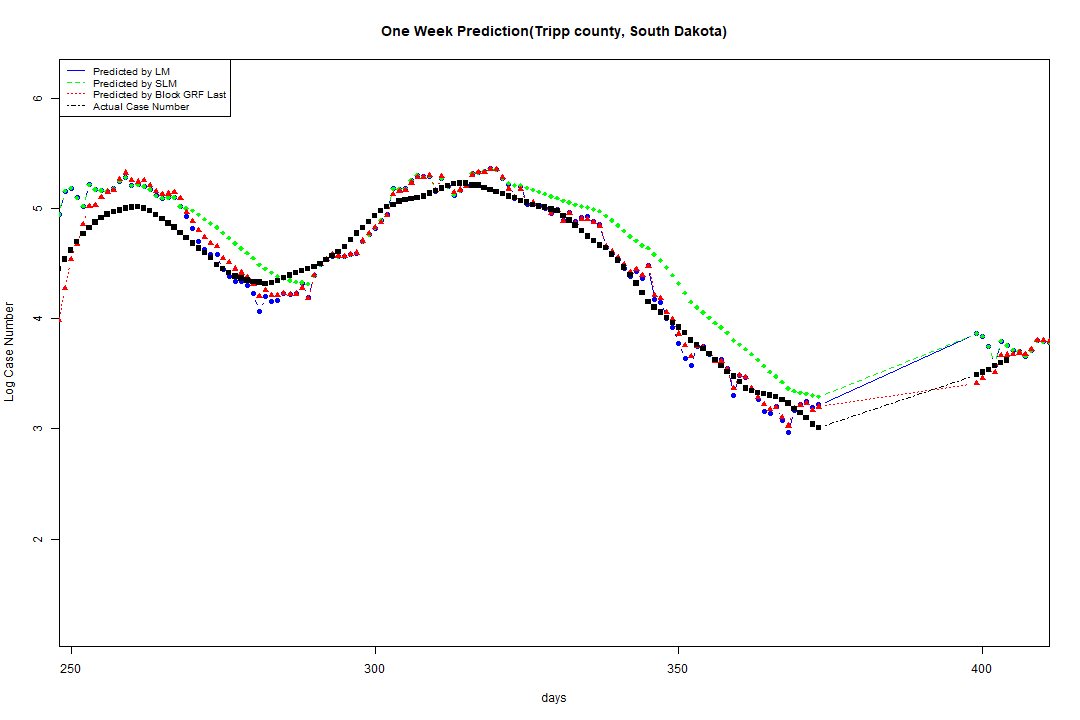 One Week Prediction(Tripp county, South Dakota)
Predicted by LM
Predicted by SLM
Predicted by Block GRF Last
Actual Case Number
6
5
4
3
2
Log Case Number
250 300 350 400
days